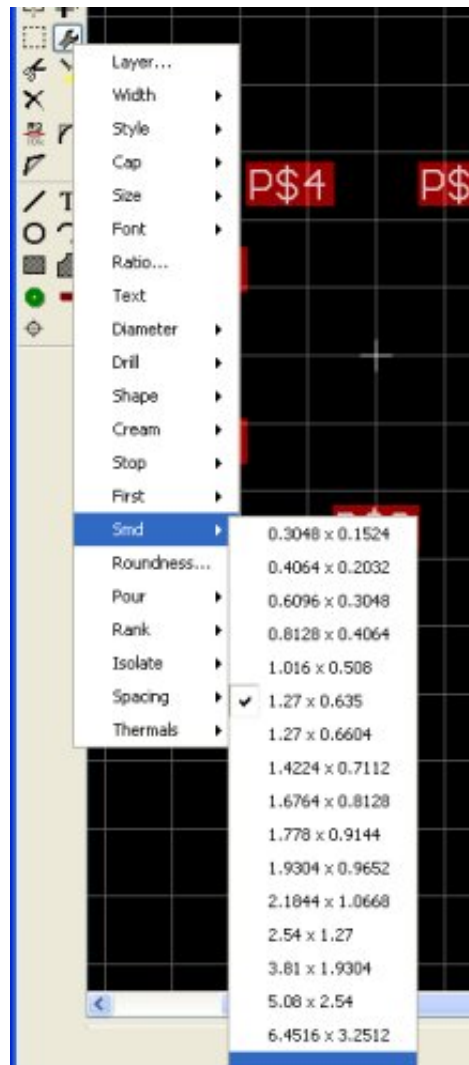 Layer...
Width
Style
Cap
Size
Font
Ratio...
Text
Diameter
Drill
Shape
Cream
Stop
First
Smd
Roundness...
Pour
Rank
Isolate
Spacing
Thermals
P$4
P$
0.3048 x 0.1524
0.4064 x 0.2032
0.6096 x 0.3048
0.8128 x 0.4064
1.016 x 0.508
1.27 x 0.635
1.27 x 0.6604
1.4224 x 0.7112
1.6764 x 0.8128
1.778 x 0.9144
1.9304 x 0.9652
2.1844 x 1.0668
2.54 x 1.27
3.81 x 1.9304
5.08 x 2.54
6.4516 x 3.2512